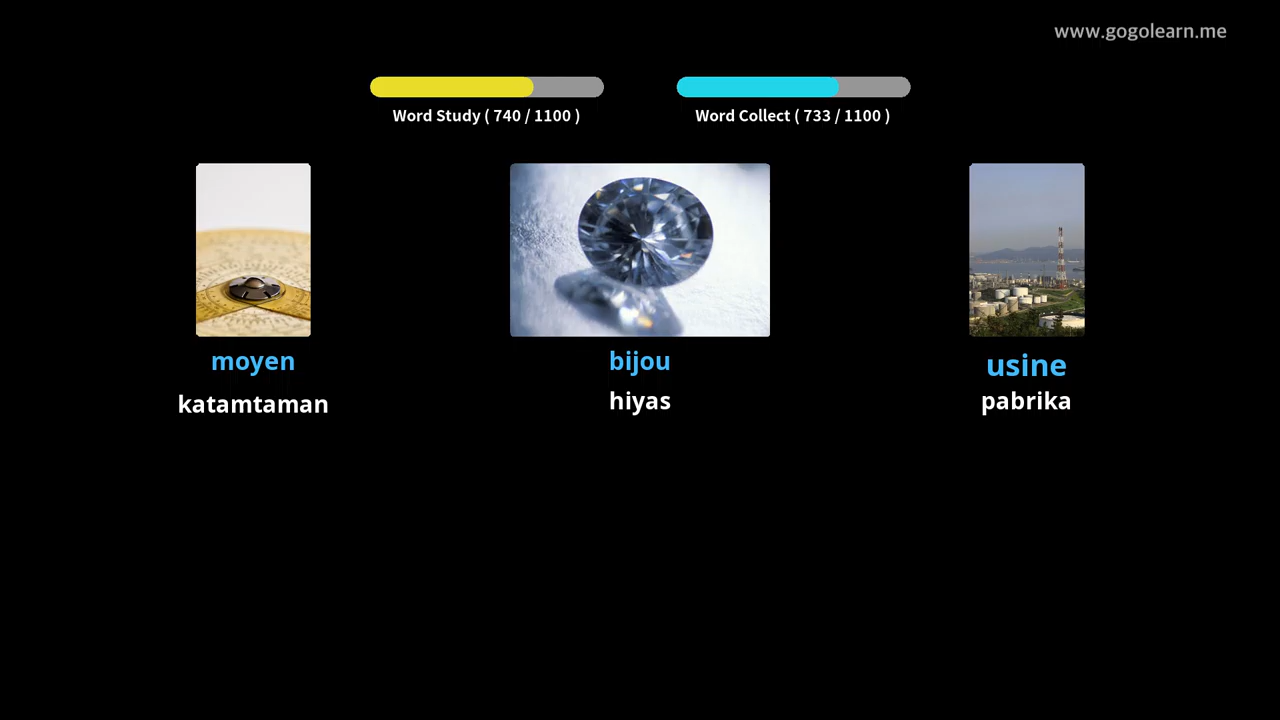 www.gogolearn.me
Word Study ( 740 / 1100 )
Word Collect ( 733 / 1100 )
moyen
katamtaman
bijou
hiyas
usine
pabrika